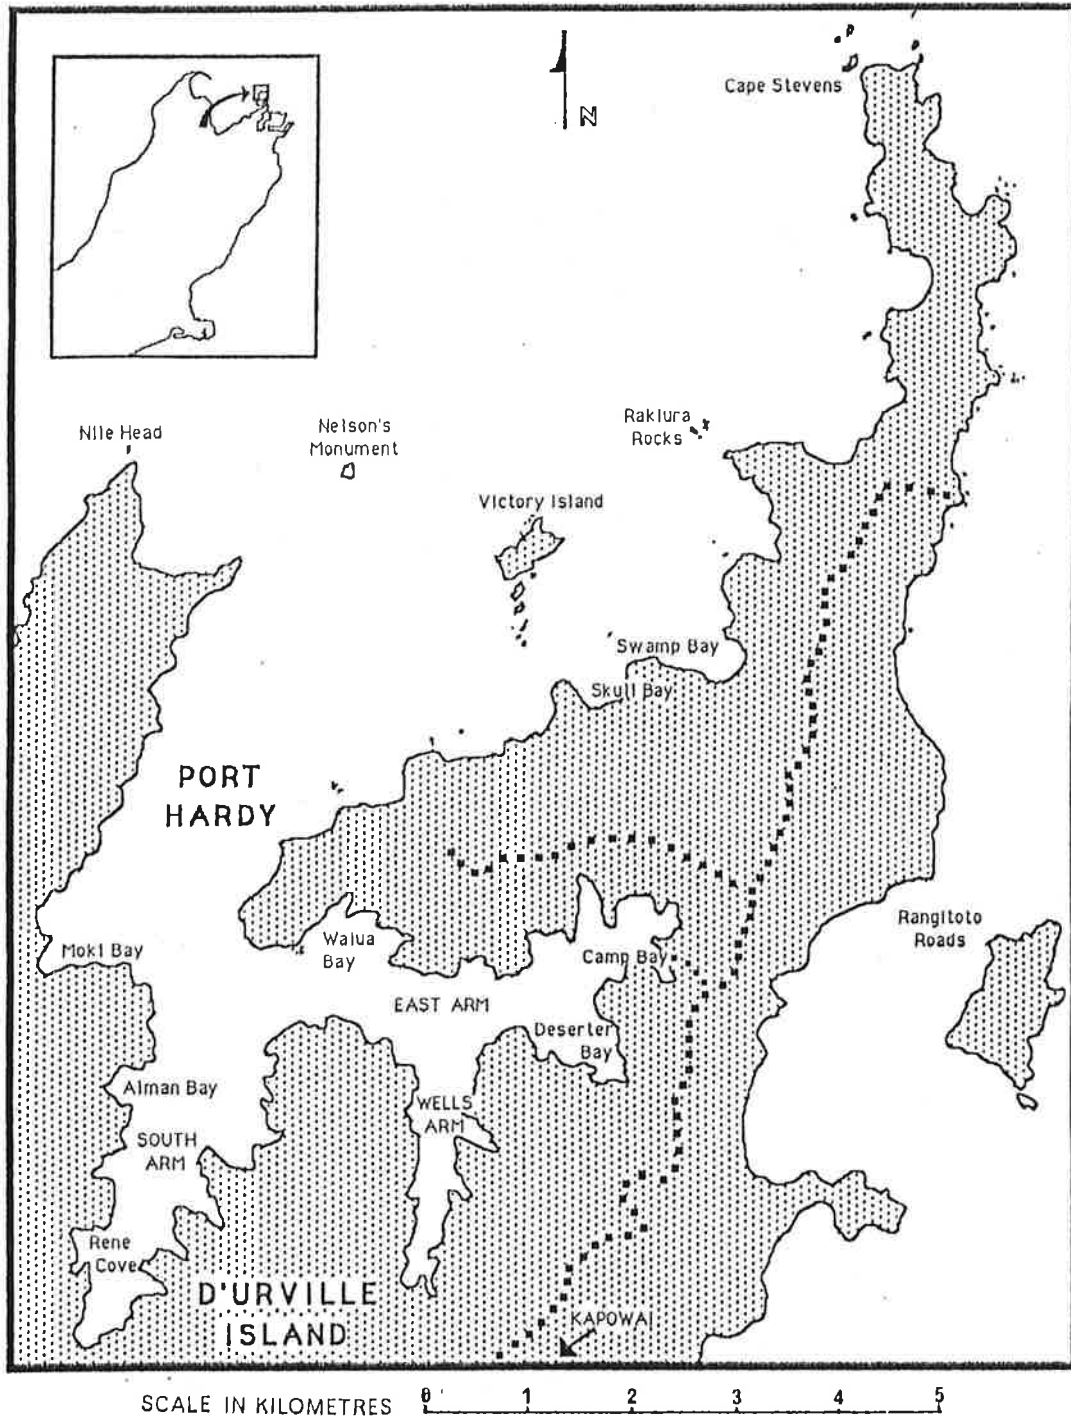 Cape Stevens
N
Nile Head
Nelson's
Monument
Rakiura
Rocks
Victory Island
Swamp Bay
Skull Bay
PORT
HARDY
Rangitoto
Roads
Moki Bay
Waiua
Bay
Camp Bay
EAST ARM
Deserter
Bay
Alman Bay
WELLS
ARM
SOUTH
ARM
Rene
Cove
D'URVILLE
ISLAND
KAPOWAI
SCALE IN KILOMETRES 0 1 2 3 4 5